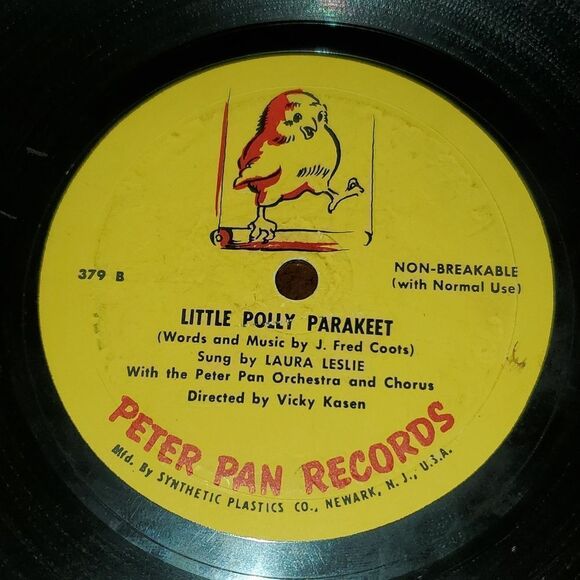 379 B
NON-BREAKABLE
(with Normal Use)
LITTLE POLLY PARAKEET
(Words and Music by J. Fred Coots)
Sung by LAURA LESLIE
With the Peter Pan Orchestra and Chorus
Directed by Vicky Kasen
PETER PAN RECORDS
Mfd. By SYNTHETIC PLASTICS CO., NEWARK, N. J., U.S.A.